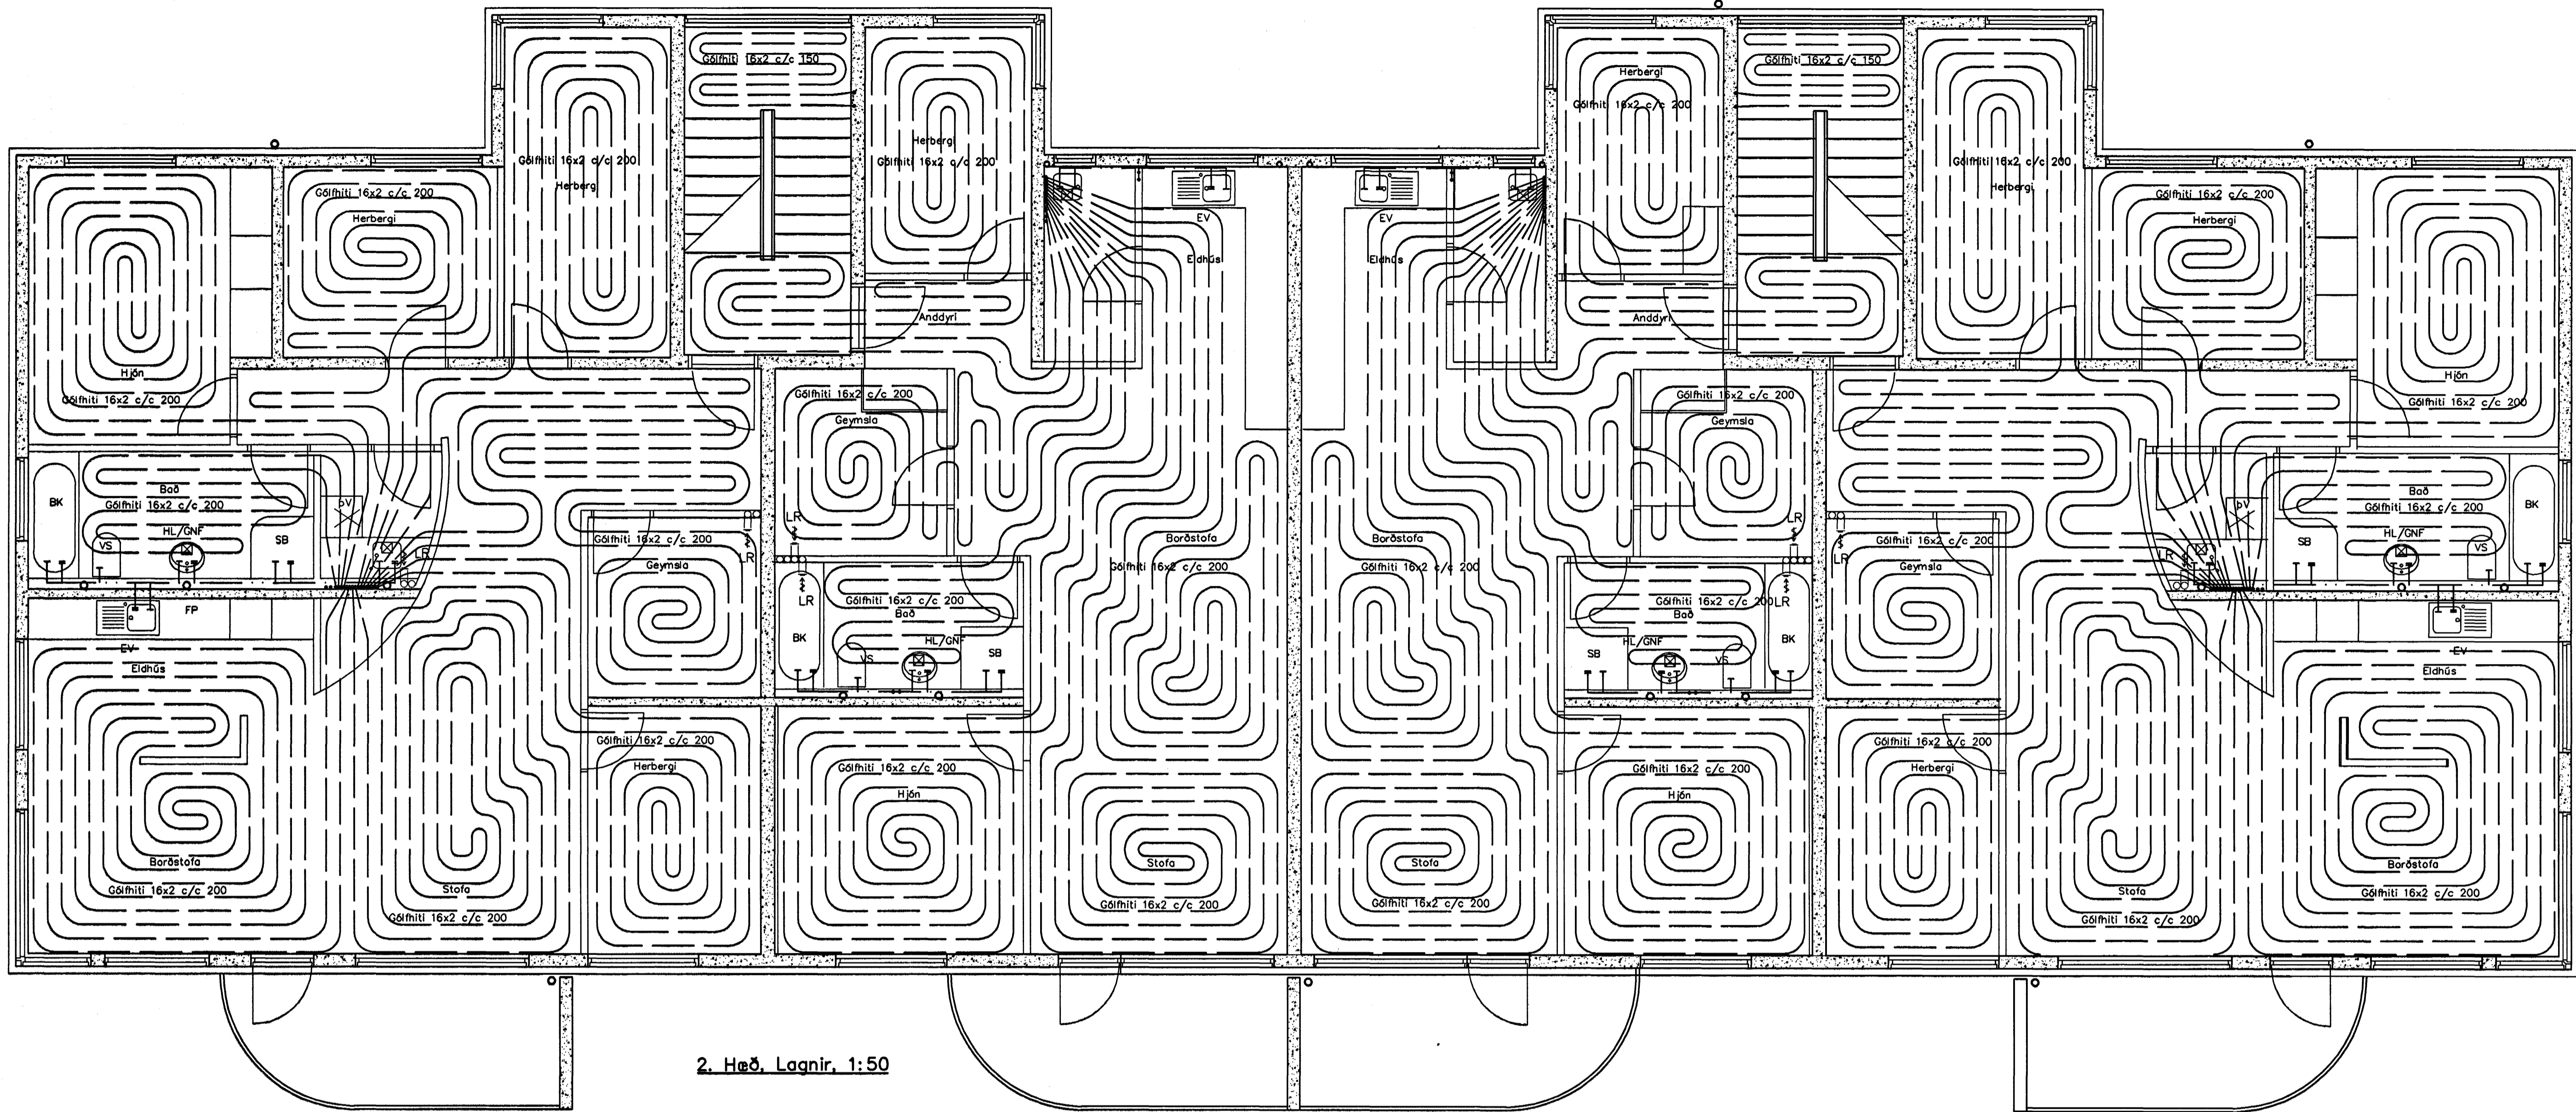 Gólfhiti 16x2 c/c 150
Herbergi
Gólfhiti 16x2 c/c 200
Gólfhiti 16x2 c/c 200
Herbergi
Gólfhiti 16x2 c/c 200
Herbergi
Hjón
Gólfhiti 16x2 c/c 200
Anddyri
EV
Eldhús
Gólfhiti 16x2 c/c 200
Geymsla
BK
Bað
Gólfhiti 16x2 c/c 200
HL/GNF
VS
SB
ÞV
LR
Gólfhiti 16x2 c/c 200
Geymsla
LR
LR
LR
Borðstofa
Gólfhiti 16x2 c/c 200
BK
Gólfhiti 16x2 c/c 200
Bað
HL/GNF
VS
SB
FP
EV
Eldhús
Borðstofa
Gólfhiti 16x2 c/c 200
Stofa
Gólfhiti 16x2 c/c 200
Gólfhiti 16x2 c/c 200
Herbergi
Gólfhiti 16x2 c/c 200
Hjón
Stofa
Gólfhiti 16x2 c/c 200
Herbergi
Gólfhiti 16x2 c/c 200
Gólfhiti 16x2 c/c 150
Gólfhiti 16x2 c/c 200
Herbergi
Gólfhiti 16x2 c/c 200
Herbergi
Hjón
Gólfhiti 16x2 c/c 200
EV
Eldhús
Anddyri
Gólfhiti 16x2 c/c 200
Geymsla
Borðstofa
Gólfhiti 16x2 c/c 200
LR
LR
LR
Gólfhiti 16x2 c/c 200
Bað
HL/GNF
SB
VS
BK
Gólfhiti 16x2 c/c 200
Geymsla
LR
ÞV
Bað
Gólfhiti 16x2 c/c 200
HL/GNF
SB
VS
BK
EV
Eldhús
Gólfhiti 16x2 c/c 200
Hjón
Stofa
Gólfhiti 16x2 c/c 200
Gólfhiti 16x2 c/c 200
Herbergi
Stofa
Gólfhiti 16x2 c/c 200
Borðstofa
Gólfhiti 16x2 c/c 200
2. Hæð, Lagnir, 1:50